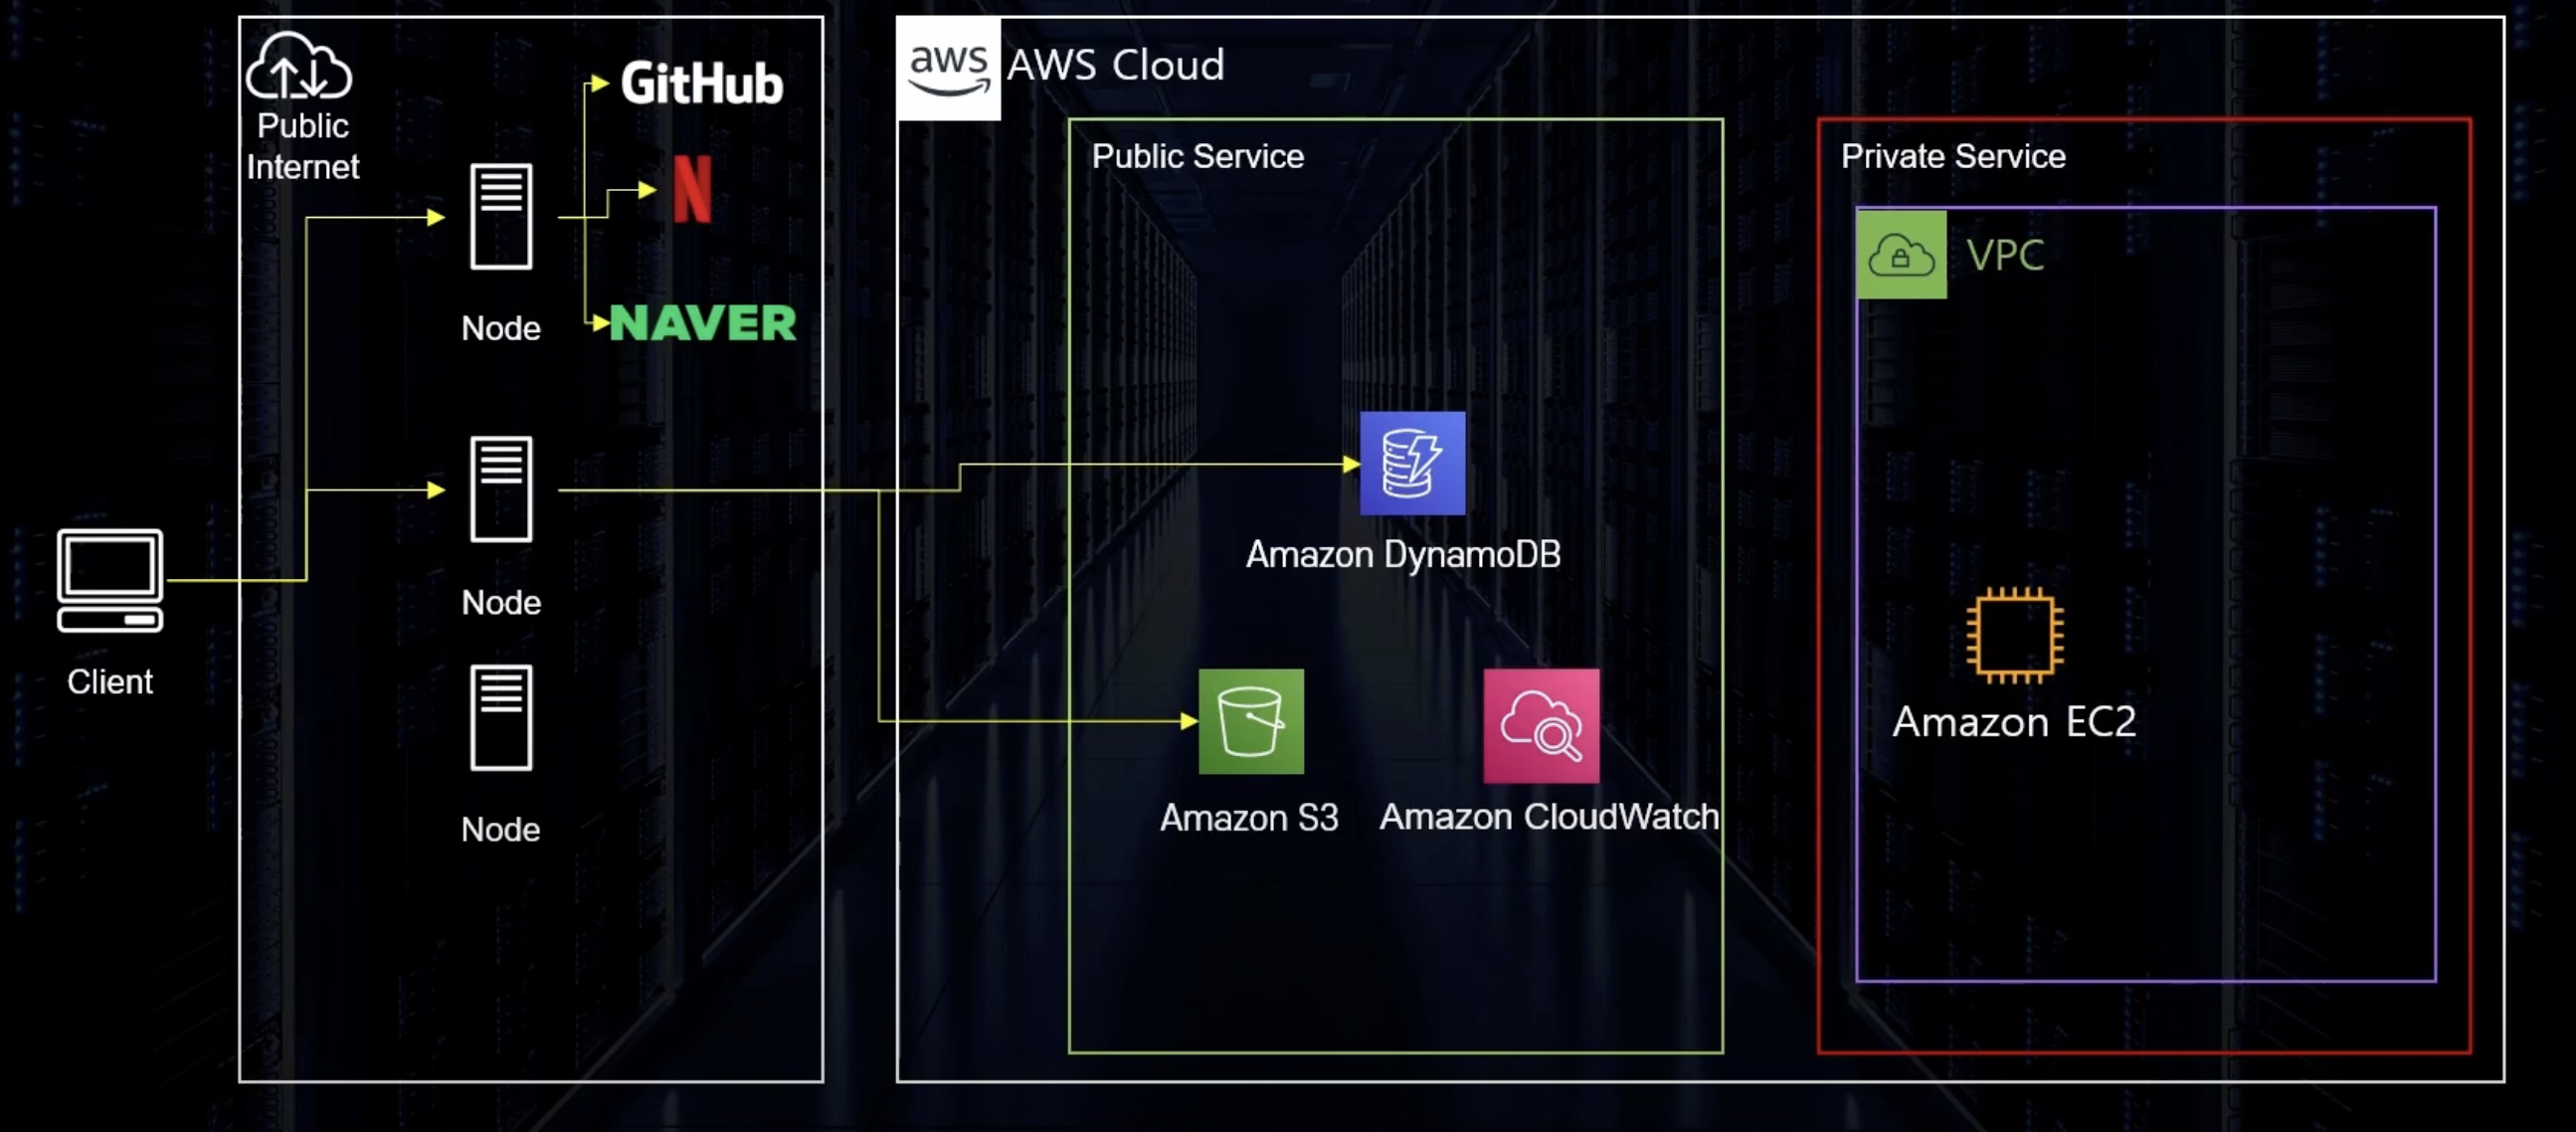 Public
Internet
GitHub
N
NAVER
Node
Node
Node
Client
aws
AWS Cloud
Public Service
Amazon DynamoDB
Amazon S3
Amazon CloudWatch
Private Service
VPC
Amazon EC2